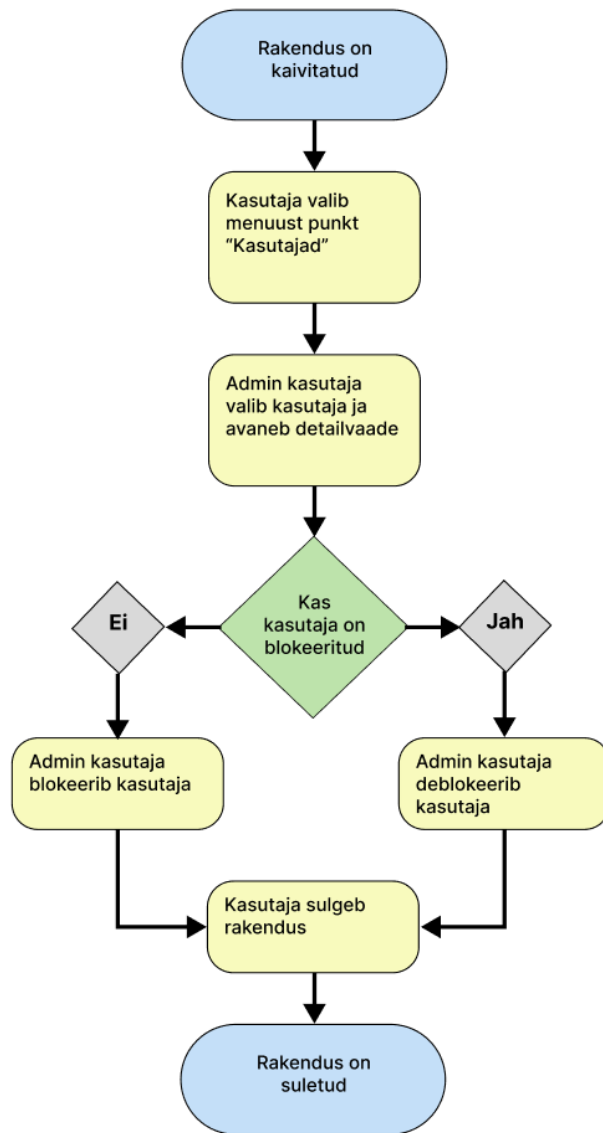 Rakendus on
kaivitatud
Kasutaja valib
menuust punkt
“Kasutajad”
Admin kasutaja
valib kasutaja ja
avaneb detailvaade
Kas
kasutaja on
blokeeritud
Ei
Jah
Admin kasutaja
blokeerib kasutaja
Admin kasutaja
deblokeerib
kasutaja
Kasutaja sulgeb
rakendus
Rakendus on
suletud